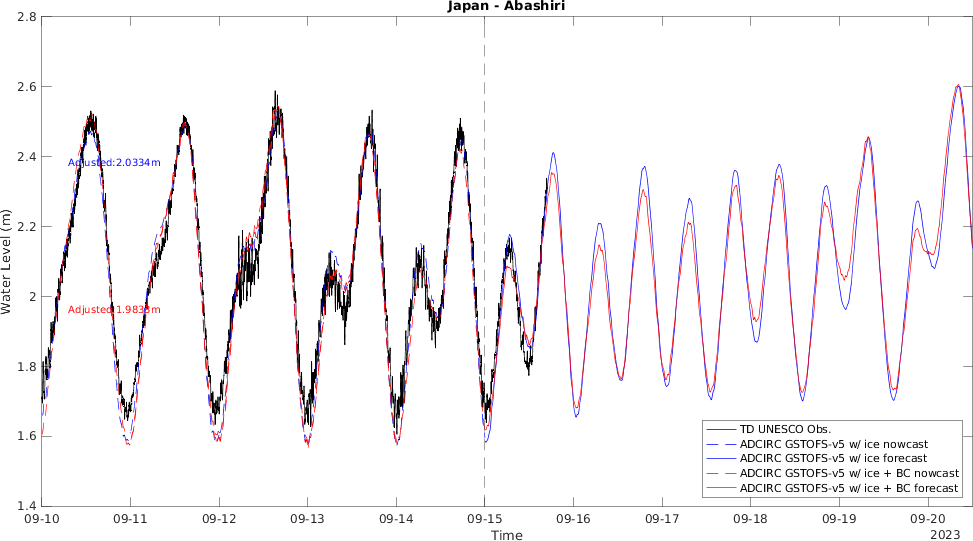 Japan - Abashiri
Water Level (m)
2.8
2.6
2.4
2.2
2
1.8
1.6
1.4
Adjusted:2.0334m
Adjusted:1.9833m
TD UNESCO Obs.
ADCIRC GSTOFS-v5 w/ ice nowcast
ADCIRC GSTOFS-v5 w/ ice forecast
ADCIRC GSTOFS-v5 w/ ice + BC nowcast
ADCIRC GSTOFS-v5 w/ ice + BC forecast
09-10 09-11 09-12 09-13 09-14 09-15 09-16 09-17 09-18 09-19 09-20
2023
Time